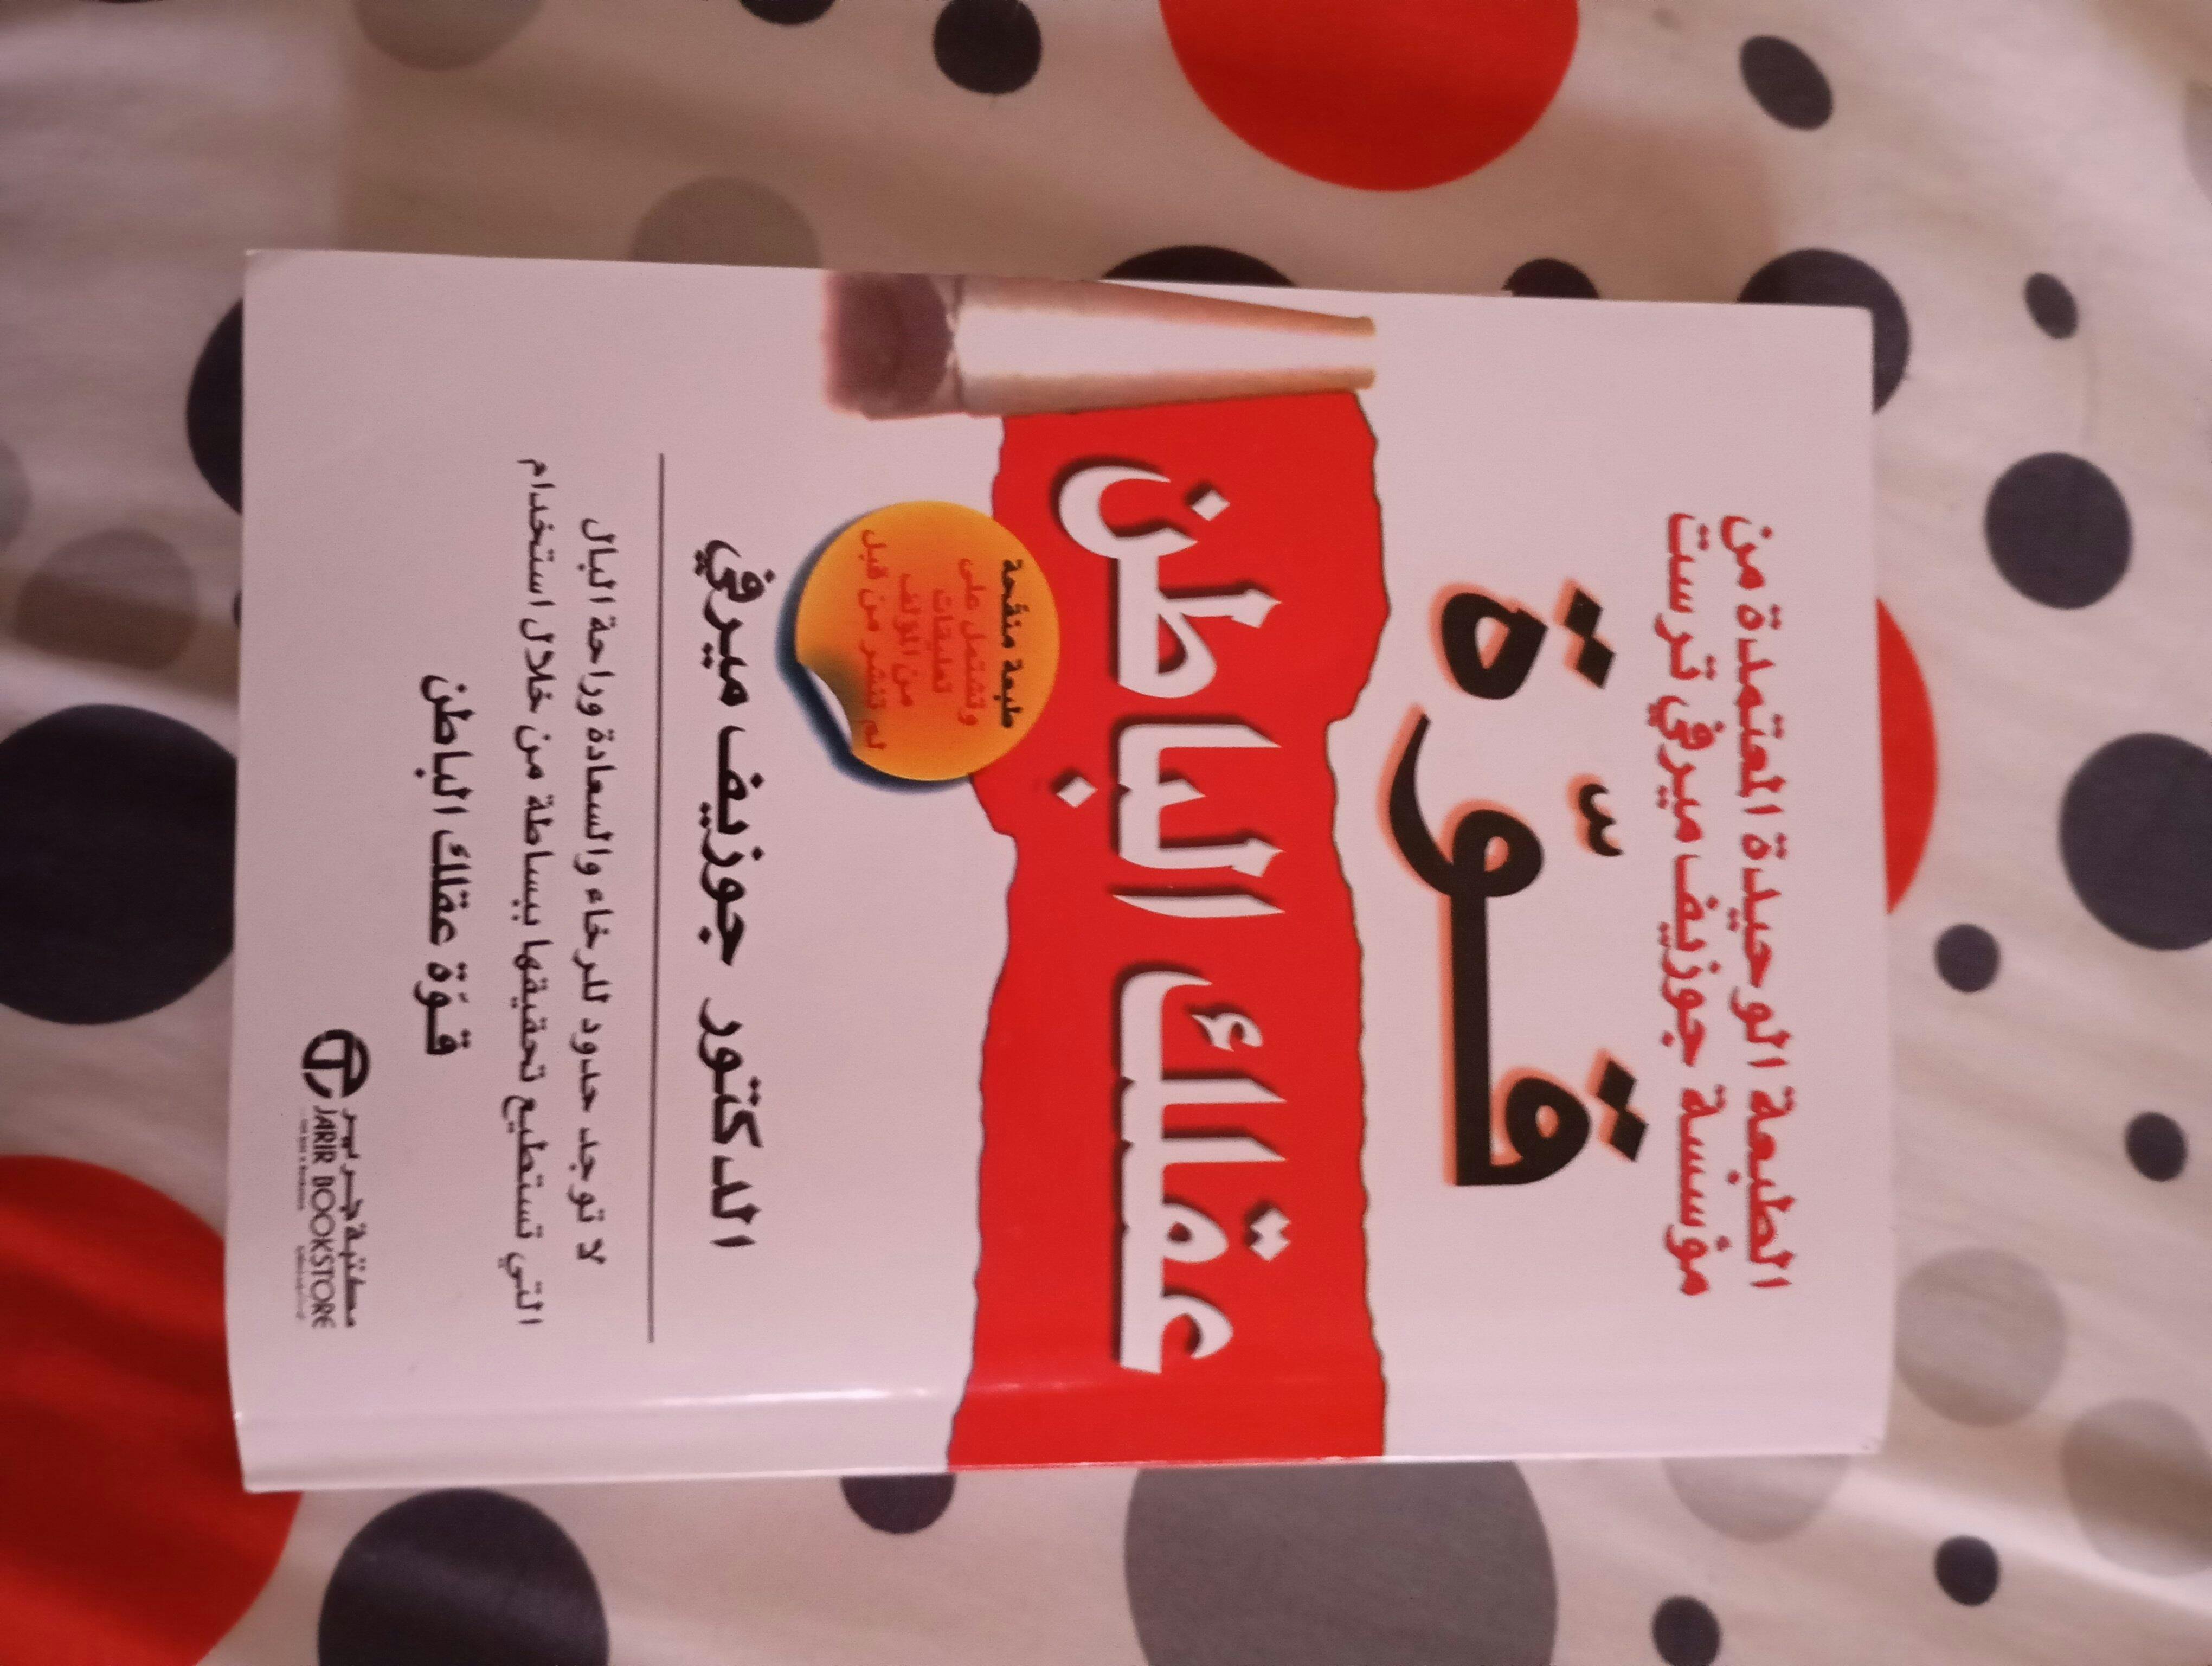 الطبعة الوحيدة المعتمدة من
مؤسسة جوزيف ميرفي ترست
قـوّة
عقلك الباطن
طبعة منقحة
وتشتمل على
تعليقات
من المؤلف
لم تنشر من قبل
الدكتور جوزيف ميرفي
لا توجد حدود للرخاء والسعادة وراحة البال
التي تستطيع تحقيقها ببساطة من خلال استخدام
قـوَة عقلك الباطن
مكتبة جرير
JARIR BOOKSTORE